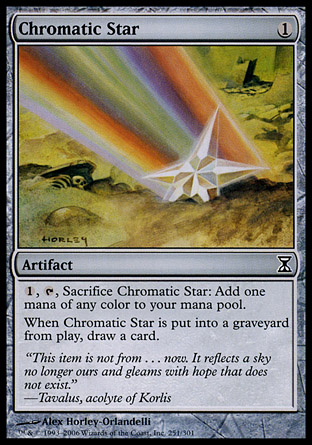 Chromatic Star 1
HORLEY
Artifact
1, , Sacrifice Chromatic Star: Add one
mana of any color to your mana pool.
When Chromatic Star is put into a graveyard
from play, draw a card.
"This item is not from . . . now. It reflects a sky
no longer ours and gleams with hope that does
not exist."
—Tavalus, acolyte of Korlis
Alex Horley-Orlandelli
™ & © 1993–2006 Wizards of the Coast, Inc. 251/301